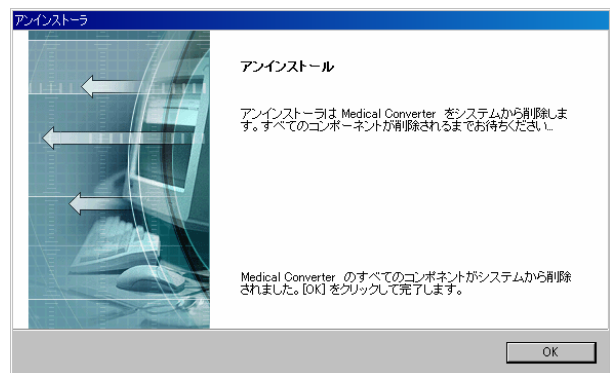 アンインストーラ
アンインストール
アンインストーラは Medical Converter をシステムから削除しま
す。すべてのコンポーネントが削除されるまでお待ちください...
Medical Converter のすべてのコンポネントがシステムから削除
されました。[OK] をクリックして完了します。
OK